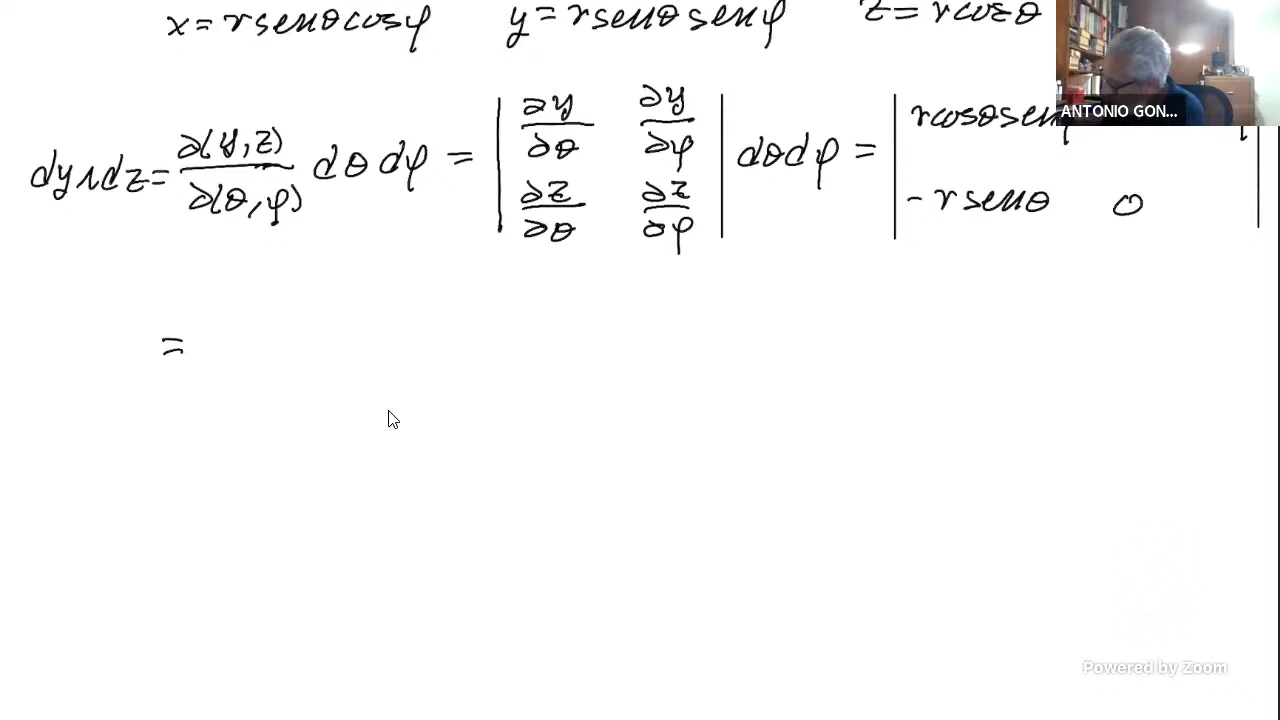 x = r senθ cosφ y = r senθ senφ z = r cosθ
ANTONIO GON...
dy∧dz = ∂(y,z)/∂(θ,φ) dθ dφ = | ∂y/∂θ ∂y/∂φ ; ∂z/∂θ ∂z/∂φ | dθ dφ = | r cosθ sen
- r senθ 0 |
=
Powered by Zoom